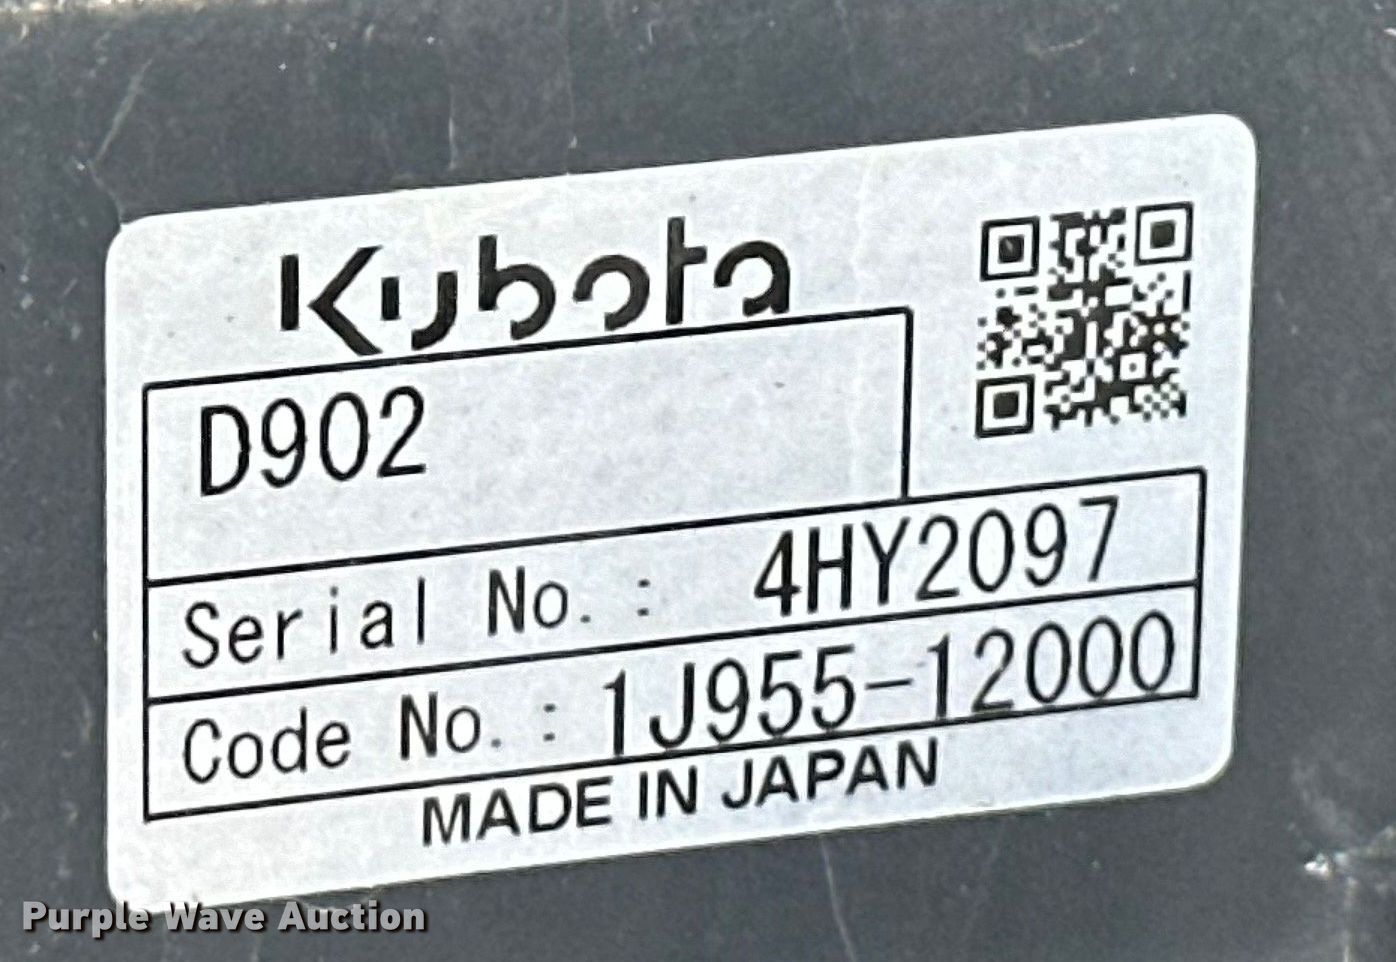 Kubota
D902
Serial No. : 4HY2097
Code No. : 1J955-12000
MADE IN JAPAN
Purple Wave Auction